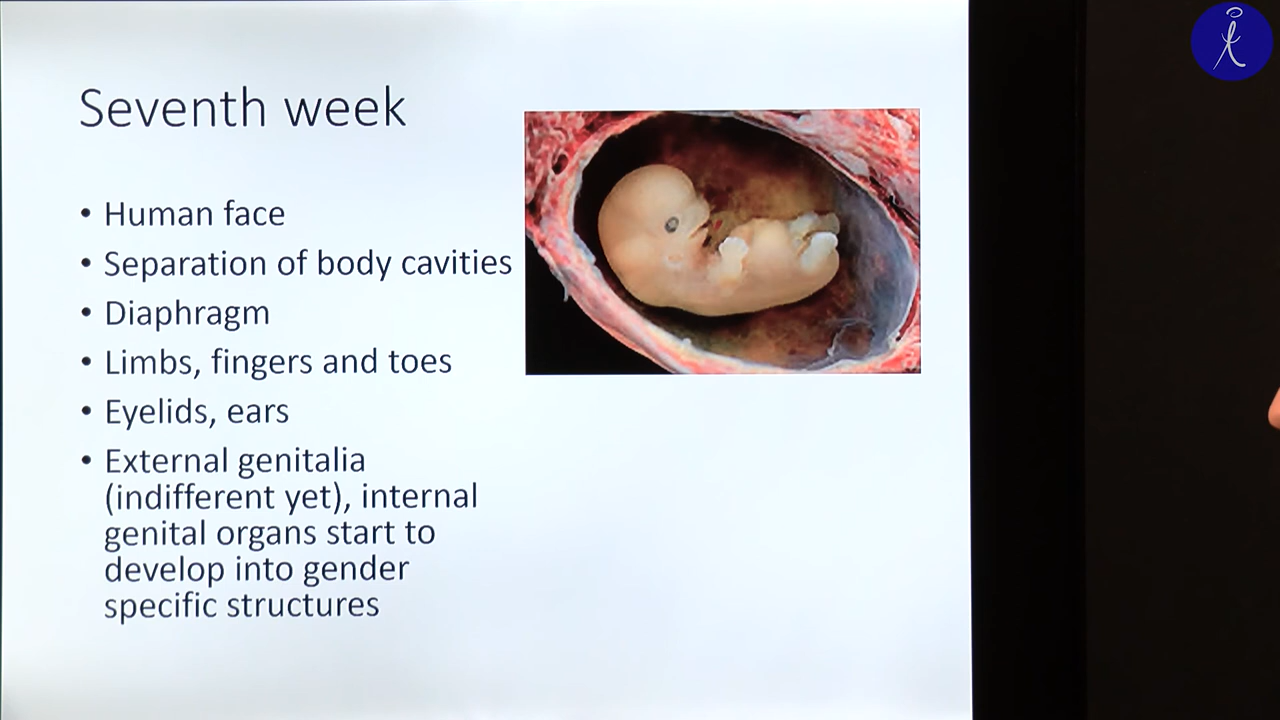 Seventh week
• Human face
• Separation of body cavities
• Diaphragm
• Limbs, fingers and toes
• Eyelids, ears
• External genitalia
(indifferent yet), internal
genital organs start to
develop into gender
specific structures